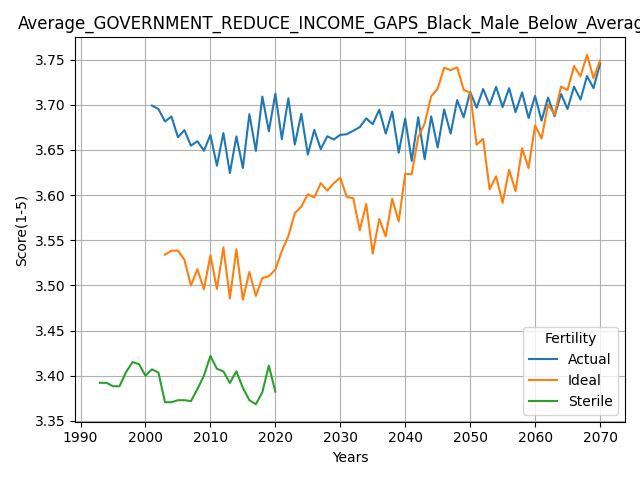 Average_GOVERNMENT_REDUCE_INCOME_GAPS_Black_Male_Below_Averag
Score(1-5)
3.75
3.70
3.65
3.60
3.55
3.50
3.45
3.40
3.35
Fertility
Actual
Ideal
Sterile
1990 2000 2010 2020 2030 2040 2050 2060 2070
Years